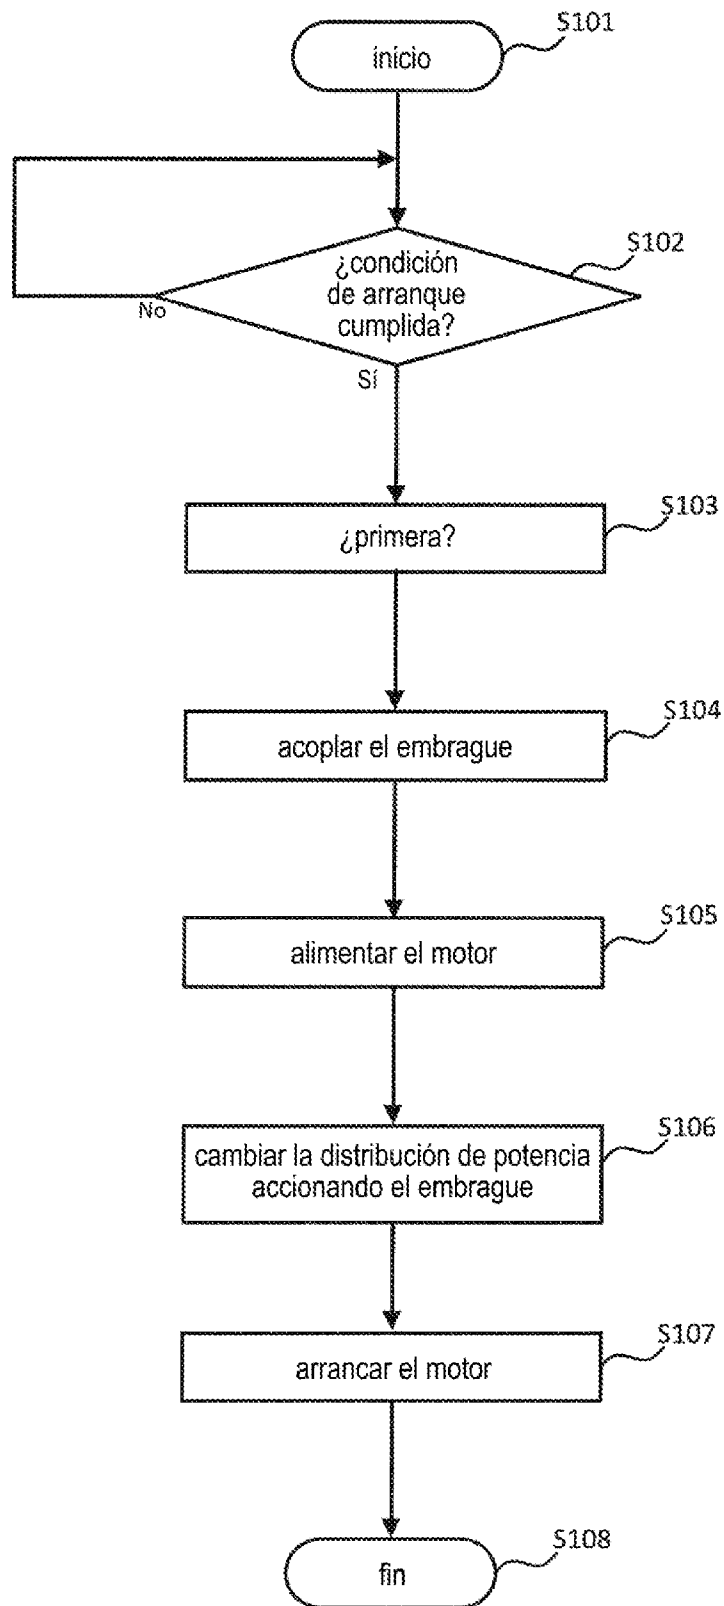 S101
inicio
S102
¿condición
de arranque
cumplida?
No
Sí
S103
¿primera?
S104
acoplar el embrague
S105
alimentar el motor
S106
cambiar la distribución de potencia
accionando el embrague
S107
arrancar el motor
S108
fin